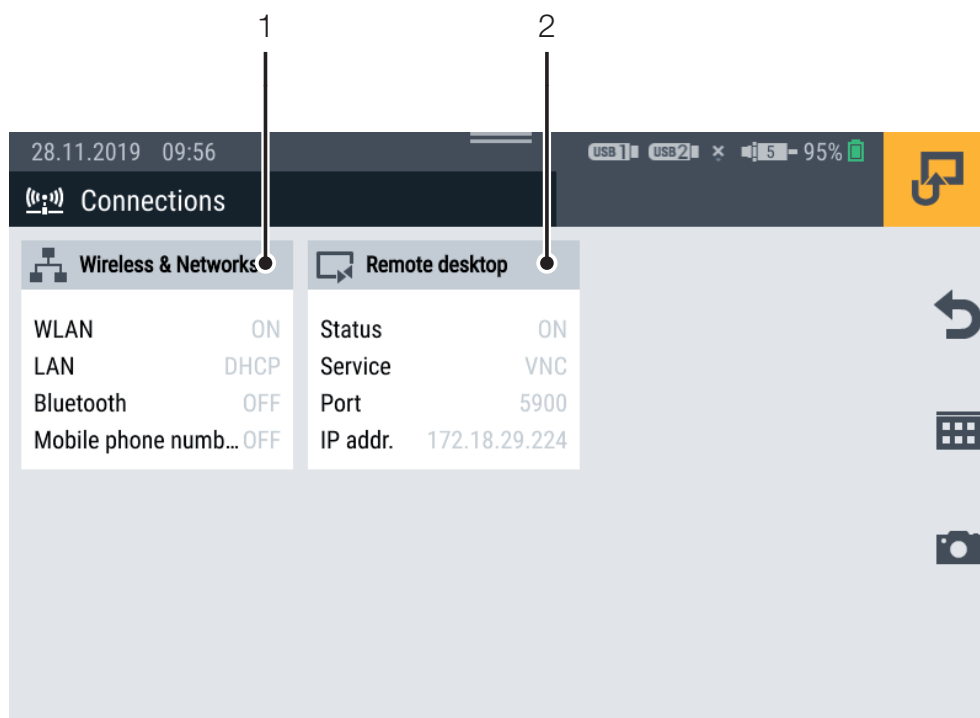 1 2
28.11.2019 09:56 USB 1 USB 2 5 95%
Connections
Wireless & Networks
WLAN ON
LAN DHCP
Bluetooth OFF
Mobile phone numb... OFF
Remote desktop
Status ON
Service VNC
Port 5900
IP addr. 172.18.29.224